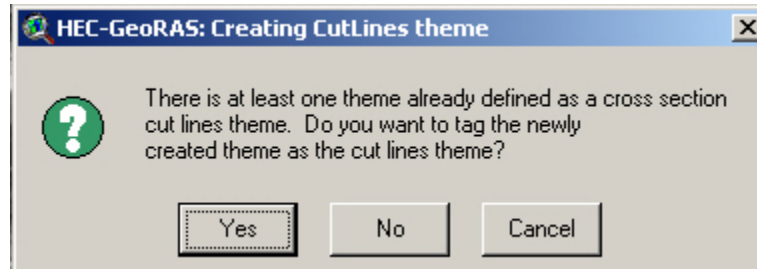 HEC-GeoRAS: Creating CutLines theme
There is at least one theme already defined as a cross section
cut lines theme. Do you want to tag the newly
created theme as the cut lines theme?
Yes No Cancel